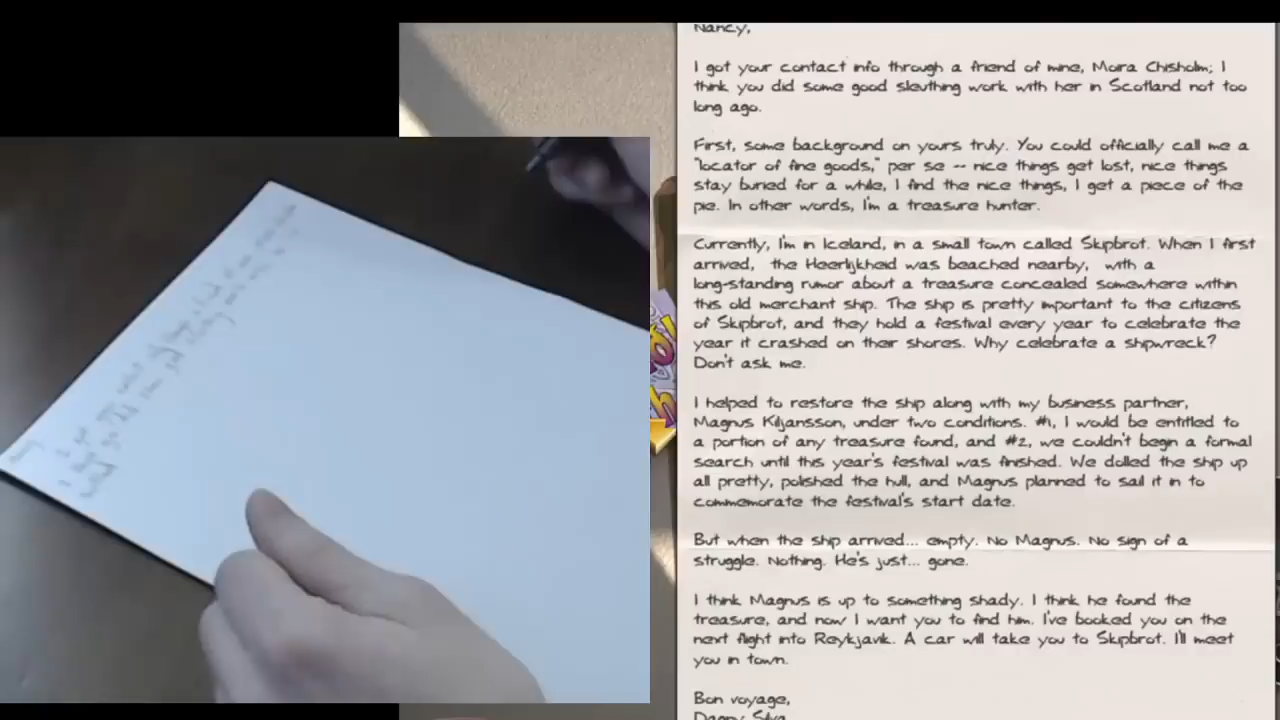 Nancy,
I got your contact info through a friend of mine, Moira Chisholm; I
think you did some good sleuthing work with her in Scotland not too
long ago.
First, some background on yours truly. You could officially call me a
"locator of fine goods," per se -- nice things get lost, nice things
stay buried for a while, I find the nice things, I get a piece of the
pie. In other words, I'm a treasure hunter.
Currently, I'm in Iceland, in a small town called Skipbrot. When I first
arrived, the Heerlijkheid was beached nearby, with a
long-standing rumor about a treasure concealed somewhere within
this old merchant ship. The ship is pretty important to the citizens
of Skipbrot, and they hold a festival every year to celebrate the
year it crashed on their shores. Why celebrate a shipwreck?
Don't ask me.
I helped to restore the ship along with my business partner,
Magnus Kiljansson, under two conditions. #1, I would be entitled to
a portion of any treasure found, and #2, we couldn't begin a formal
search until this year's festival was finished. We dolled the ship up
all pretty, polished the hull, and Magnus planned to sail it in to
commemorate the festival's start date.
But when the ship arrived... empty. No Magnus. No sign of a
struggle. Nothing. He's just... gone.
I think Magnus is up to something shady. I think he found the
treasure, and now I want you to find him. I've booked you on the
next flight into Reykjavik. A car will take you to Skipbrot. I'll meet
you in town.
Bon voyage,
Dagny Silva